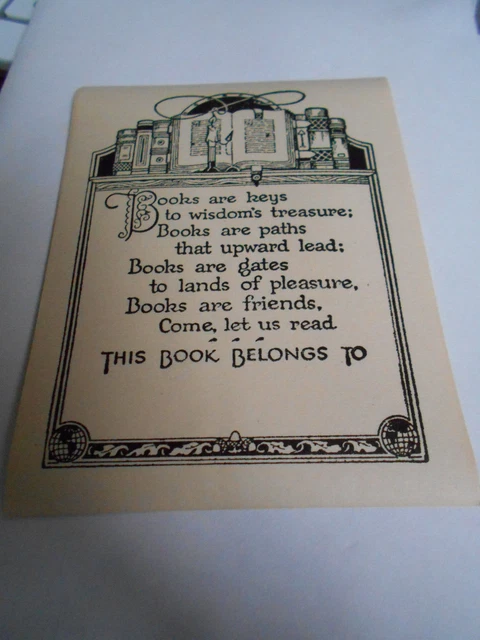 Books are keys
to wisdom's treasure;
Books are paths
that upward lead;
Books are gates
to lands of pleasure,
Books are friends,
Come, let us read
THIS BOOK BELONGS TO